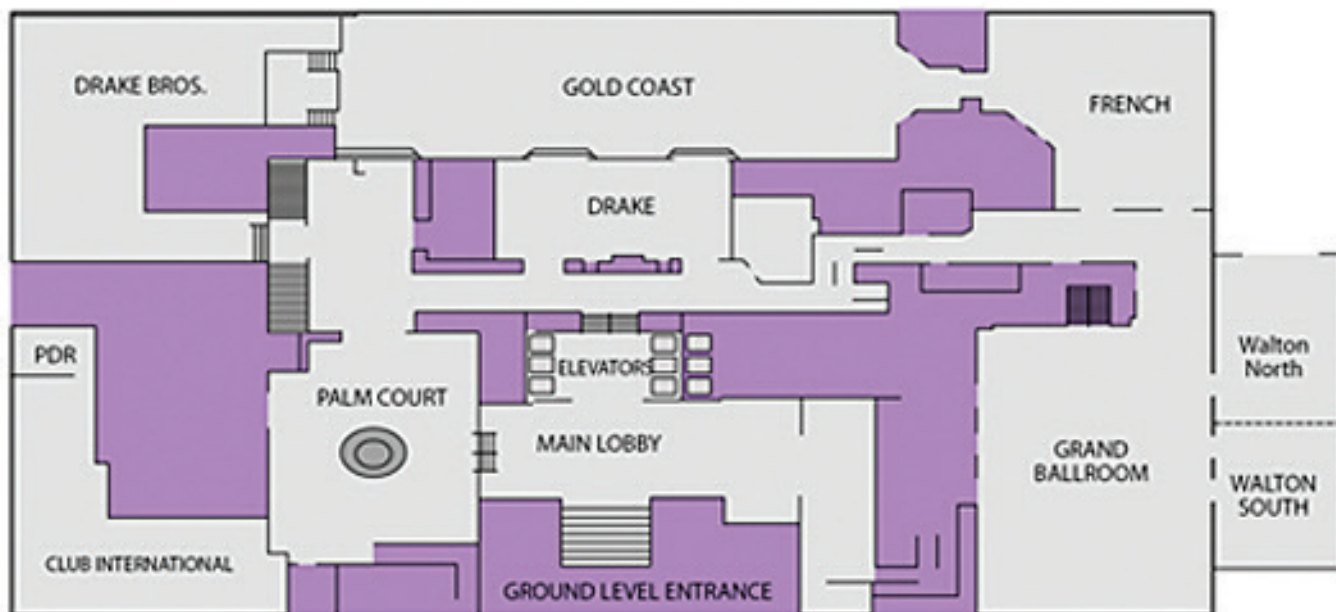 DRAKE BROS.
GOLD COAST
FRENCH
DRAKE
PDR
ELEVATORS
Walton
North
PALM COURT
MAIN LOBBY
GRAND
BALLROOM
WALTON
SOUTH
CLUB INTERNATIONAL
GROUND LEVEL ENTRANCE